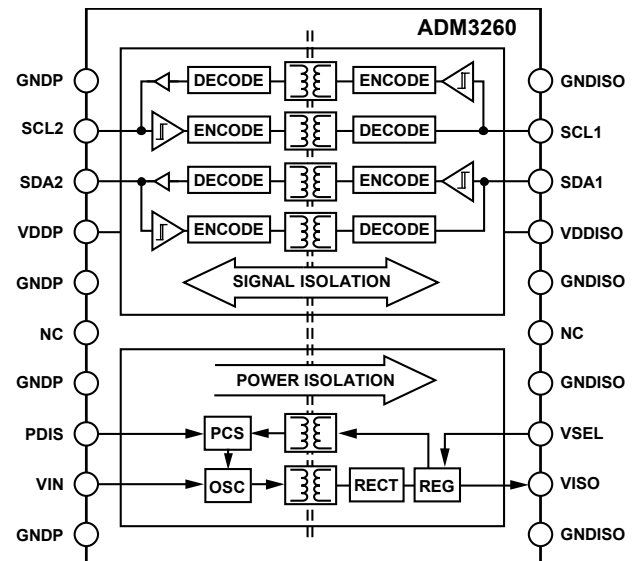 ADM3260
GNDP DECODE ENCODE GNDISO
SCL2 ENCODE DECODE SCL1
SDA2 DECODE ENCODE SDA1
VDDP ENCODE DECODE VDDISO
GNDP SIGNAL ISOLATION GNDISO
NC NC
GNDP POWER ISOLATION GNDISO
PDIS PCS VSEL
VIN OSC RECT REG VISO
GNDP GNDISO